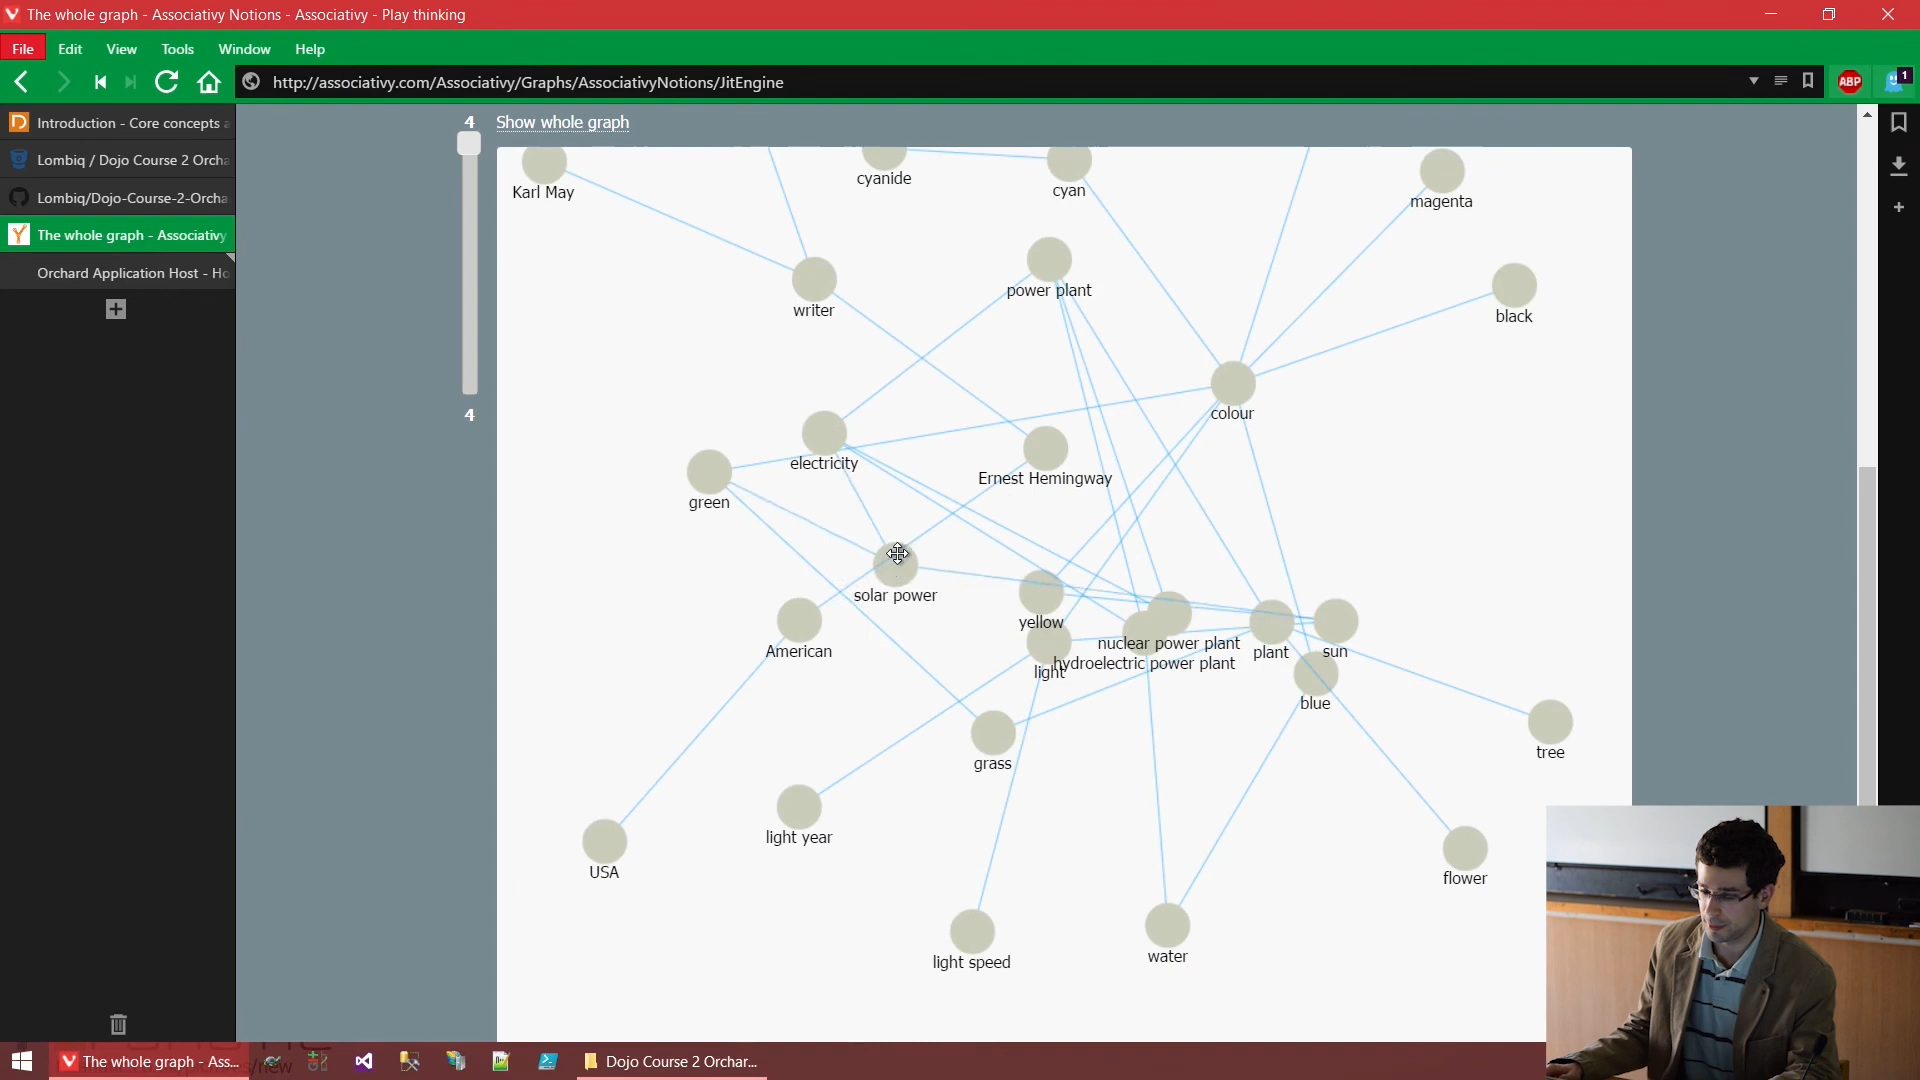 The whole graph - Associativy Notions - Associativy - Play thinking
File Edit View Tools Window Help
http://associativy.com/Associativy/Graphs/AssociativyNotions/JitEngine
ABP
1
Introduction - Core concepts
Lombiq / Dojo Course 2 Orcha
Lombiq/Dojo-Course-2-Orcha
The whole graph - Associativy
Orchard Application Host - Ho
4
Show whole graph
4
Karl May
cyanide
cyan
magenta
writer
power plant
black
colour
electricity
Ernest Hemingway
green
solar power
yellow
American
nuclear power plant
plant
sun
hydroelectric power plant
light
blue
grass
tree
light year
USA
flower
light speed
water
The whole graph - Ass...
Dojo Course 2 Orchar...